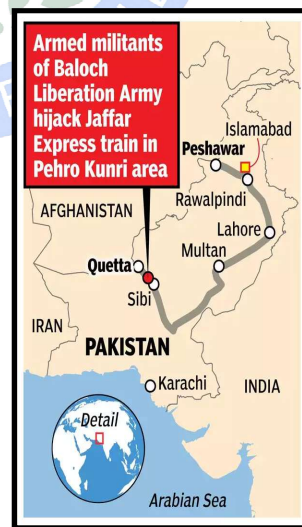 Armed militants
of Baloch
Liberation Army
hijack Jaffar
Express train in
Pehro Kunri area
Islamabad
Peshawar
Rawalpindi
AFGHANISTAN
Lahore
Multan
Quetta
Sibi
IRAN
PAKISTAN
Karachi
INDIA
Detail
Arabian Sea